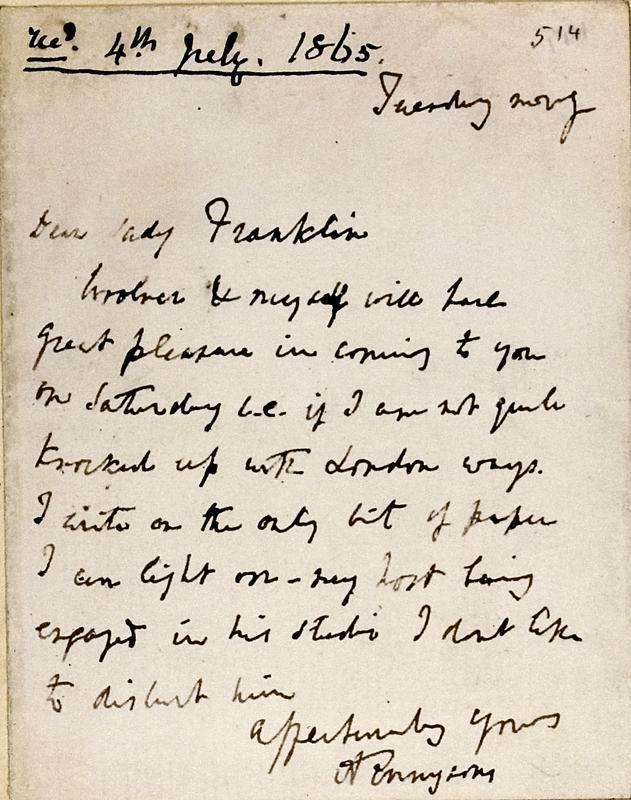 Recd. 4th July. 1865.
514
Tuesday morng
Dear Lady Franklin
Woolner & myself will have
great pleasure in coming to you
on Saturday i.e. if I am not quite
knocked up with London ways.
I write on the only bit of paper
I can light on - my host being
engaged in his studio I dont like
to disturb him
Affectionately yours
ATennyson